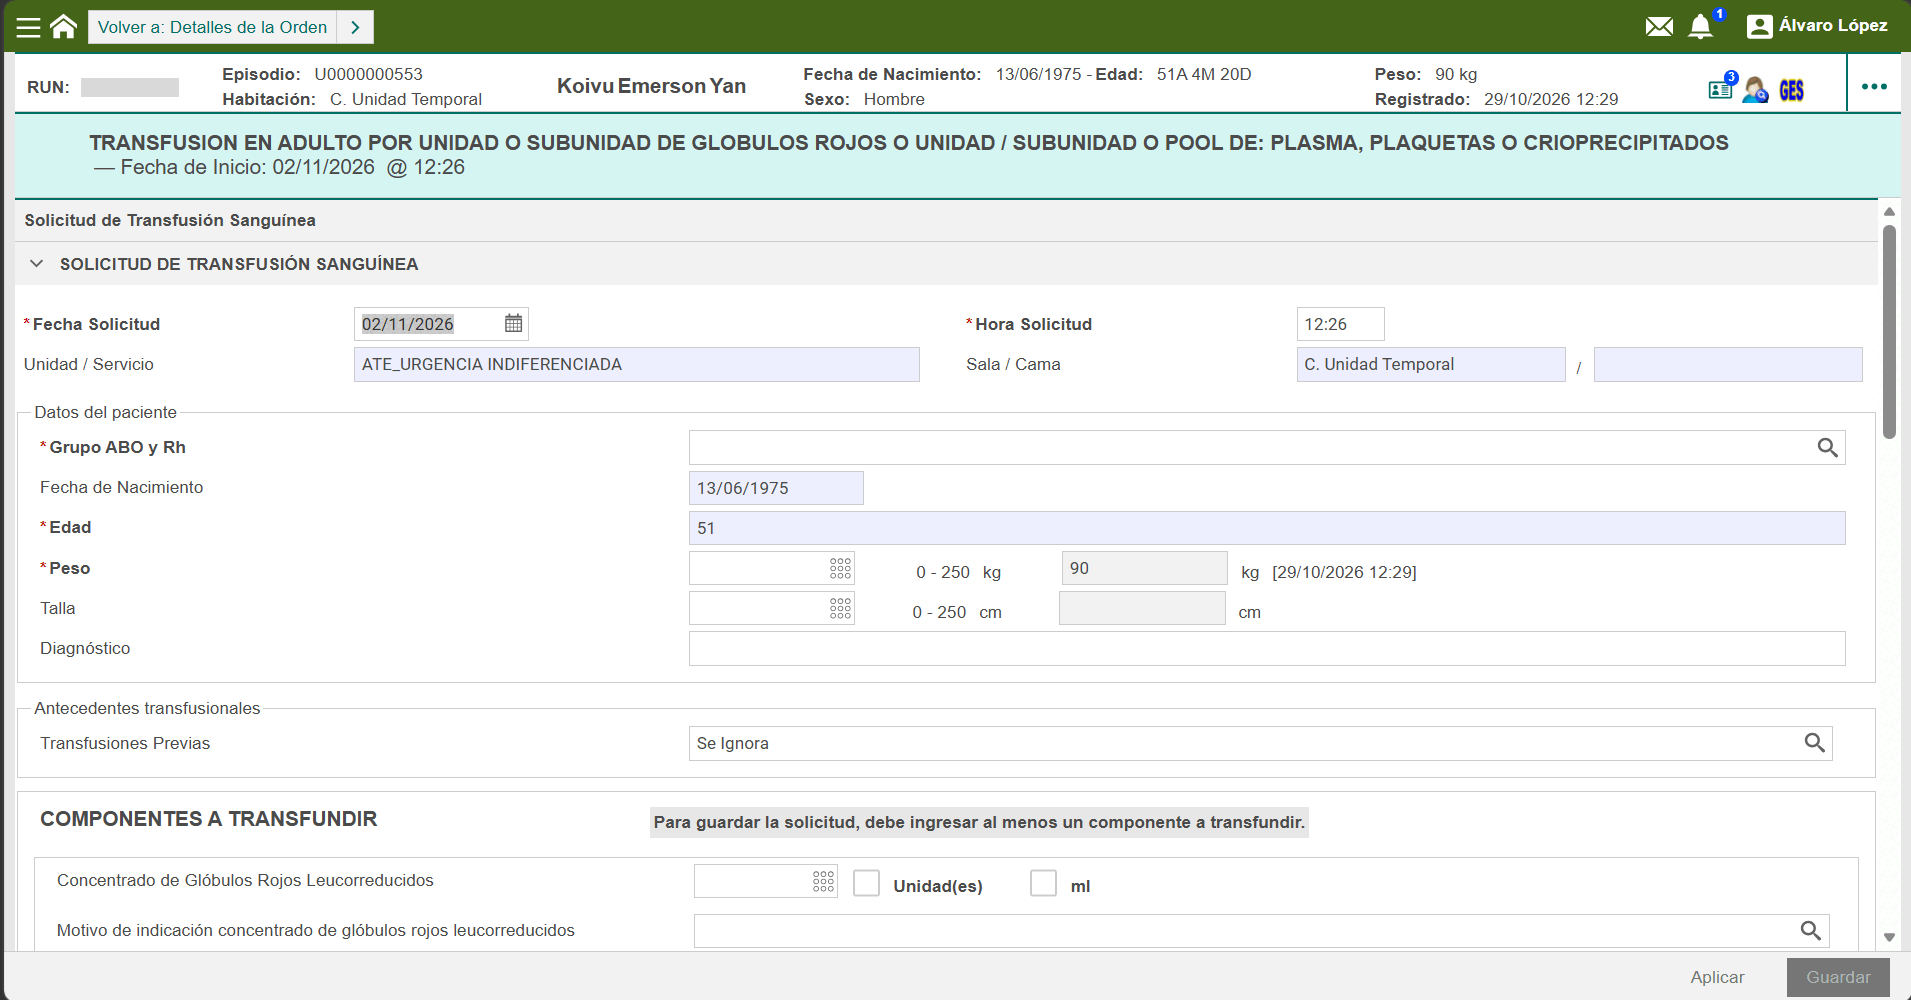 Volver a: Detalles de la Orden
1
Álvaro López
RUN:
Episodio: U0000000553
Habitación: C. Unidad Temporal
Koivu Emerson Yan
Fecha de Nacimiento: 13/06/1975 - Edad: 51A 4M 20D
Sexo: Hombre
Peso: 90 kg
Registrado: 29/10/2026 12:29
3
GES
TRANSFUSION EN ADULTO POR UNIDAD O SUBUNIDAD DE GLOBULOS ROJOS O UNIDAD / SUBUNIDAD O POOL DE: PLASMA, PLAQUETAS O CRIOPRECIPITADOS
— Fecha de Inicio: 02/11/2026 @ 12:26
Solicitud de Transfusión Sanguínea
SOLICITUD DE TRANSFUSIÓN SANGUÍNEA
*Fecha Solicitud 02/11/2026 *Hora Solicitud 12:26
Unidad / Servicio ATE_URGENCIA INDIFERENCIADA Sala / Cama C. Unidad Temporal /
Datos del paciente
*Grupo ABO y Rh
Fecha de Nacimiento 13/06/1975
*Edad 51
*Peso 0 - 250 kg 90 kg [29/10/2026 12:29]
Talla 0 - 250 cm cm
Diagnóstico
Antecedentes transfusionales
Transfusiones Previas Se Ignora
COMPONENTES A TRANSFUNDIR Para guardar la solicitud, debe ingresar al menos un componente a transfundir.
Concentrado de Glóbulos Rojos Leucorreducidos Unidad(es) ml
Motivo de indicación concentrado de glóbulos rojos leucorreducidos
Aplicar Guardar